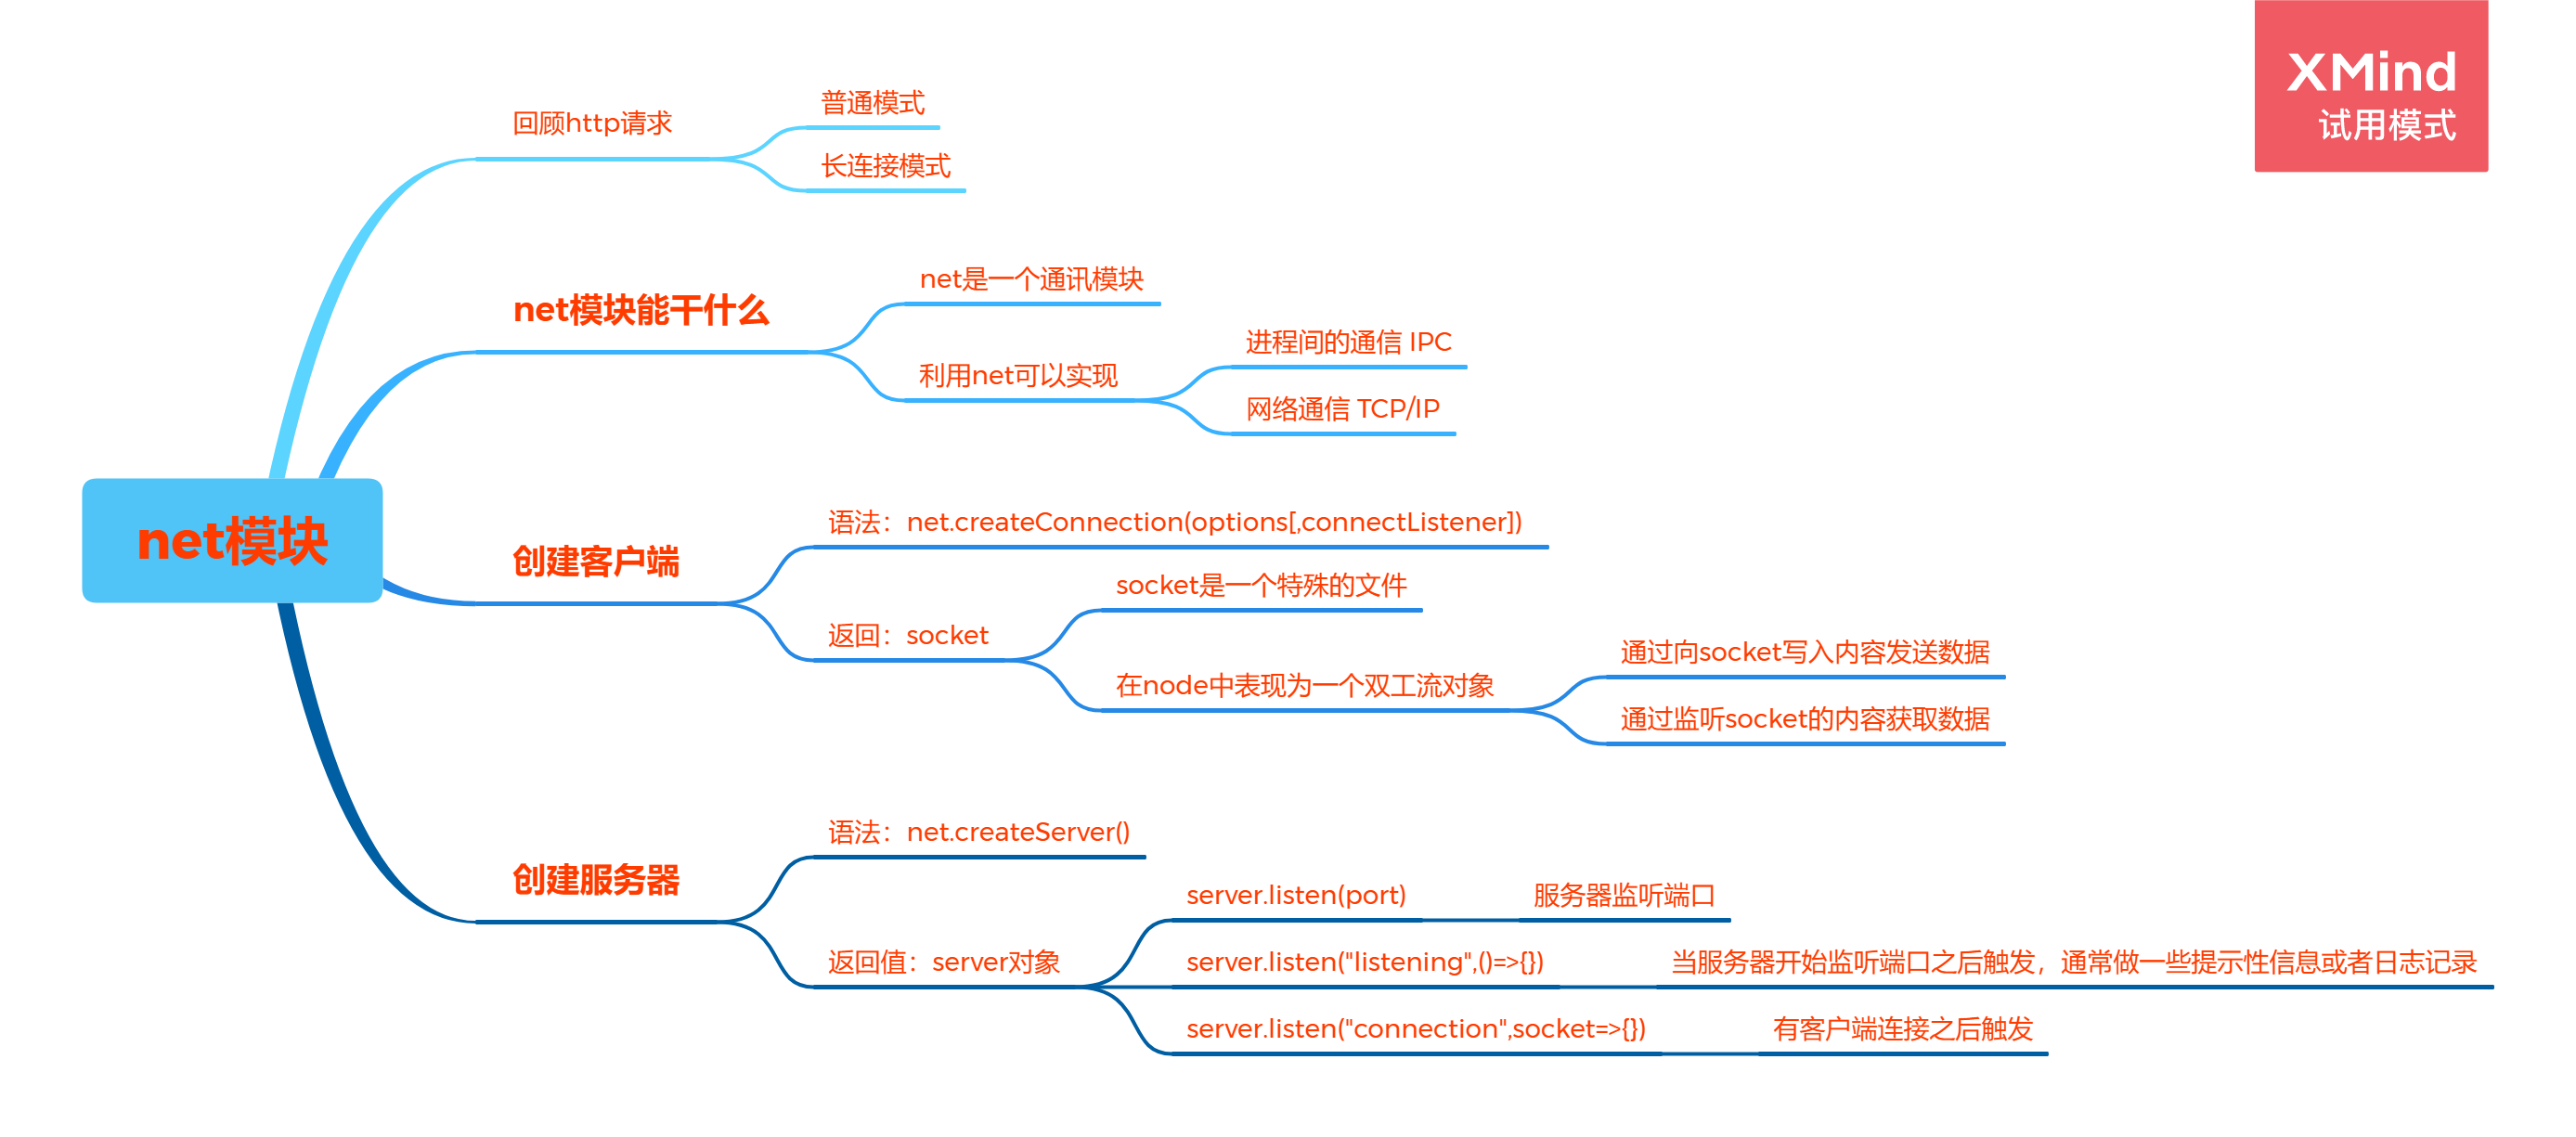 XMind
试用模式
net模块
回顾http请求
普通模式
长连接模式
net模块能干什么
net是一个通讯模块
利用net可以实现
进程间的通信 IPC
网络通信 TCP/IP
创建客户端
语法：net.createConnection(options[,connectListener])
返回：socket
socket是一个特殊的文件
在node中表现为一个双工流对象
通过向socket写入内容发送数据
通过监听socket的内容获取数据
创建服务器
语法：net.createServer()
返回值：server对象
server.listen(port)
服务器监听端口
server.listen("listening",()=>{})
当服务器开始监听端口之后触发，通常做一些提示性信息或者日志记录
server.listen("connection",socket=>{})
有客户端连接之后触发